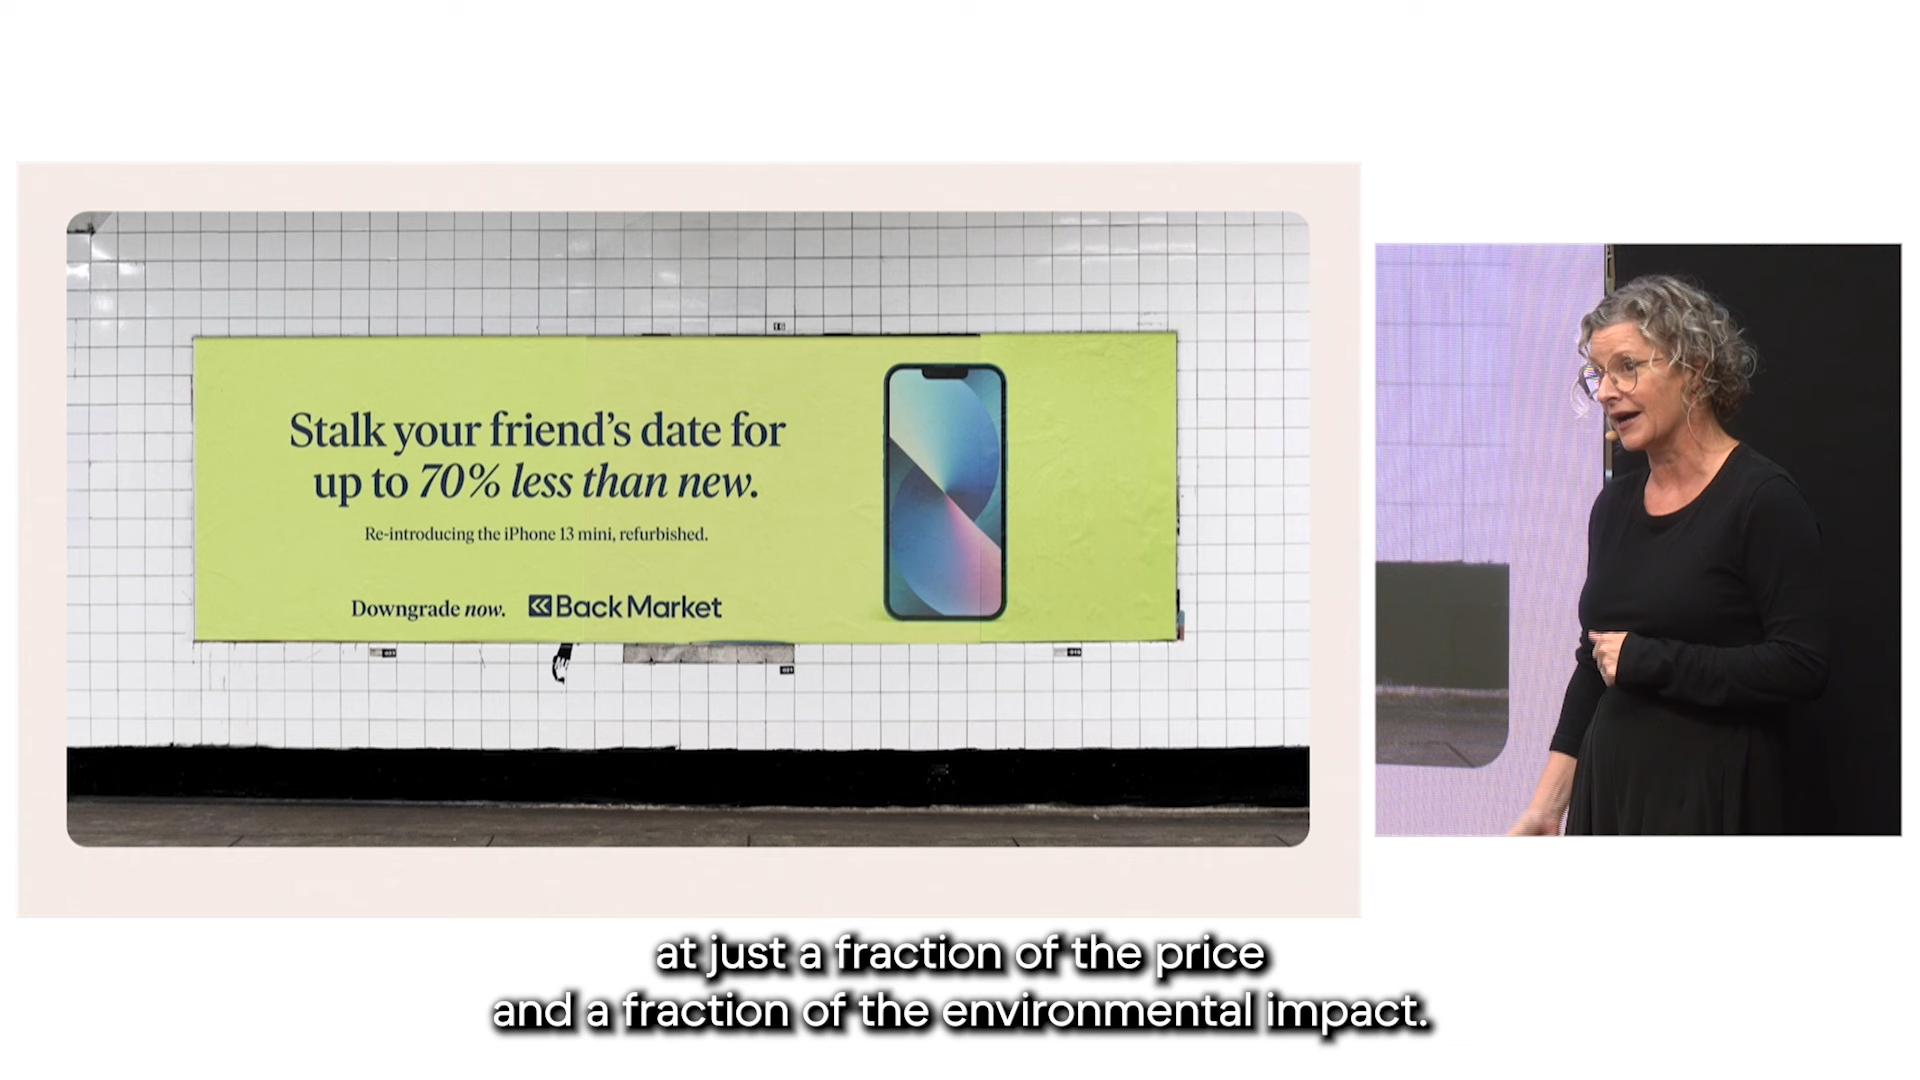 Stalk your friend's date for
up to 70% less than new.
Re-introducing the iPhone 13 mini, refurbished.
Downgrade now. Back Market
at just a fraction of the price
and a fraction of the environmental impact.